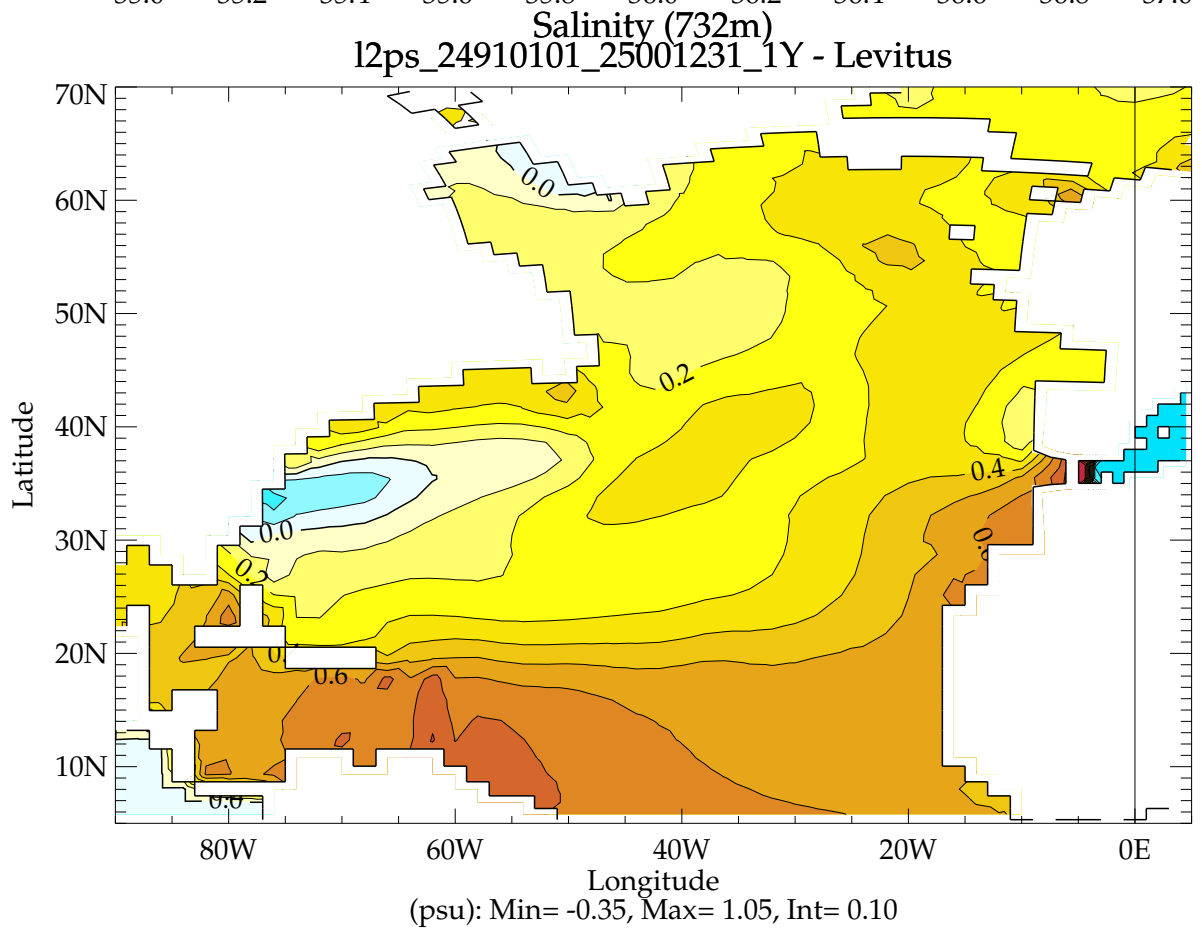 Salinity (732m)
l2ps_24910101_25001231_1Y - Levitus
70N
60N
50N
40N
30N
20N
10N
Latitude
0.0
0.2
0.4
0.0
0.2
0.6
0.0
80W
60W
40W
20W
0E
Longitude
(psu): Min= -0.35, Max= 1.05, Int= 0.10